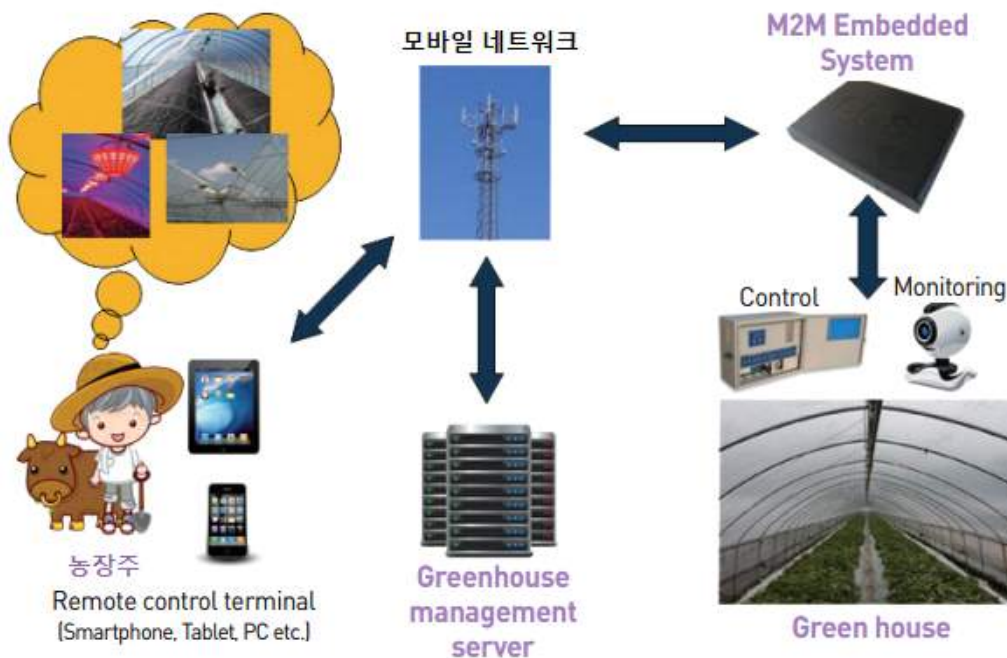 모바일 네트워크
M2M Embedded
System
Control
Monitoring
농장주
Remote control terminal
(Smartphone, Tablet, PC etc.)
Greenhouse
management
server
Green house